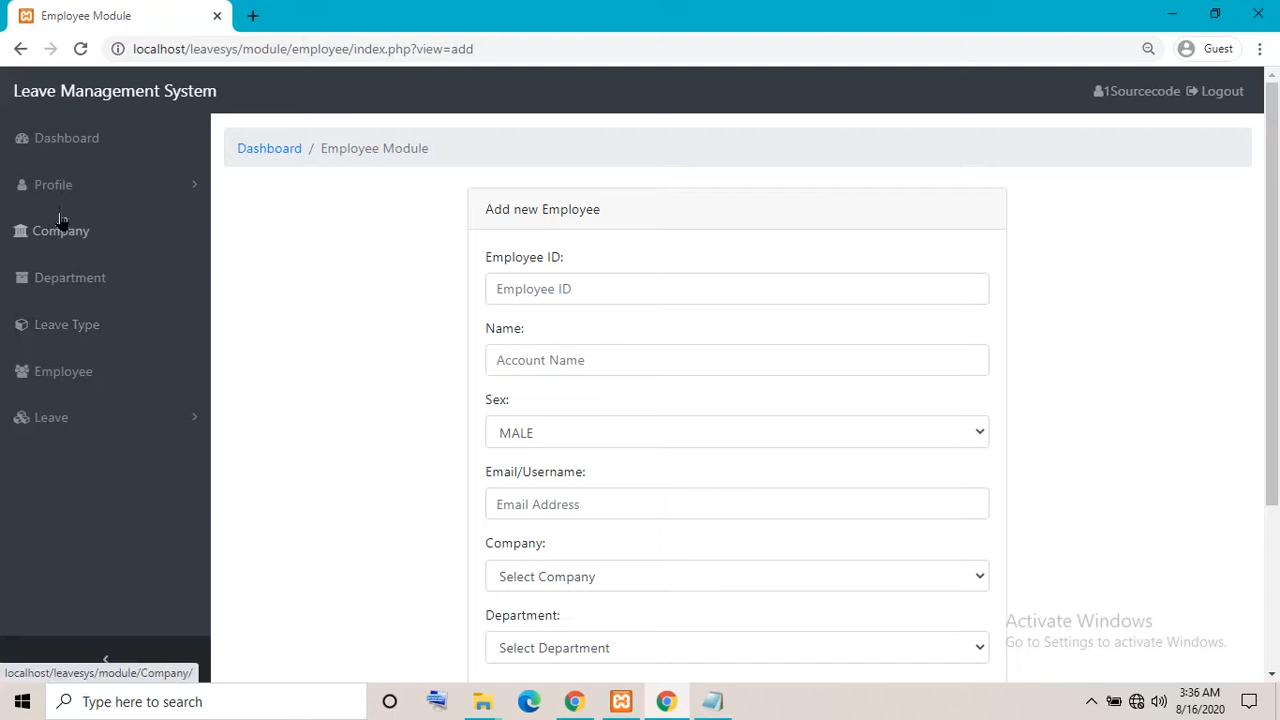 Employee Module
localhost/leavesys/module/employee/index.php?view=add
Guest
Leave Management System
1Sourcecode Logout
Dashboard
Profile
Company
Department
Leave Type
Employee
Leave
Dashboard / Employee Module
Add new Employee
Employee ID:
Employee ID
Name:
Account Name
Sex:
MALE
Email/Username:
Email Address
Company:
Select Company
Department:
Select Department
Activate Windows
Go to Settings to activate Windows.
localhost/leavesys/module/Company/
Type here to search
3:36 AM
8/16/2020